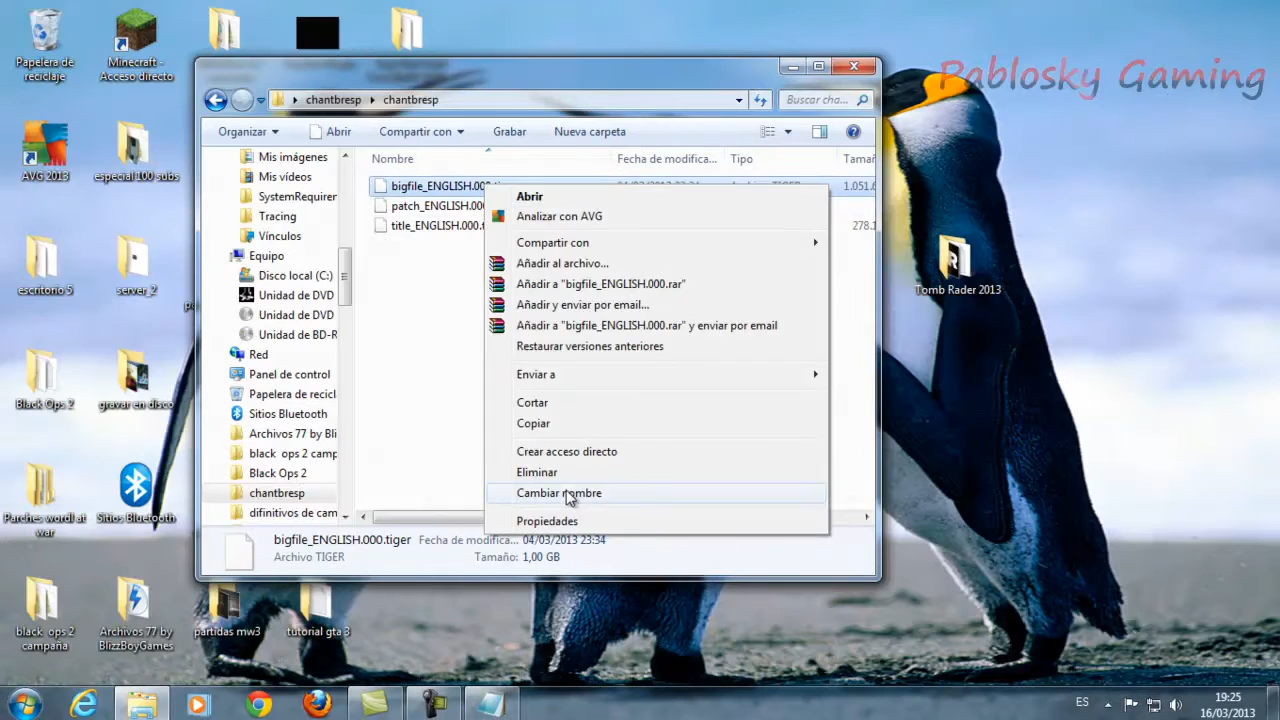 Papelera de
reciclaje
Minecraft -
Acceso directo
Pablosky Gaming
chantbresp
chantbresp
Buscar cha...
Organizar
Abrir
Compartir con
Grabar
Nueva carpeta
AVG 2013
especial 100 subs
Mis imágenes
Mis vídeos
SystemRequirer
Tracing
Vínculos
Equipo
Disco local (C:)
Unidad de DVD
Unidad de DVD
Unidad de BD-R
Red
Panel de control
Papelera de recicl
Sitios Bluetooth
Archivos 77 by Bli
black ops 2 camp
Black Ops 2
chantbresp
difinitivos de cam
Nombre
Fecha de modifica...
Tipo
Tamañ
bigfile_ENGLISH.000
1.051.6
patch_ENGLISH.000
title_ENGLISH.000.t
278.1
Abrir
Analizar con AVG
Compartir con
Añadir al archivo...
Añadir a "bigfile_ENGLISH.000.rar"
Añadir y enviar por email...
Añadir a "bigfile_ENGLISH.000.rar" y enviar por email
Restaurar versiones anteriores
Enviar a
Cortar
Copiar
Crear acceso directo
Eliminar
Cambiar nombre
Propiedades
bigfile_ENGLISH.000.tiger
Fecha de modifica... 04/03/2013 23:34
Archivo TIGER
Tamaño: 1,00 GB
escritorio 5
server_2
Tomb Rader 2013
Black Ops 2
gravar en disco
Parches wordl at
war
Sitios Bluetooth
black ops 2
campaña
Archivos 77 by
BlizzBoyGames
partidas mw3
tutorial gta 3
ES
19:25
16/03/2013